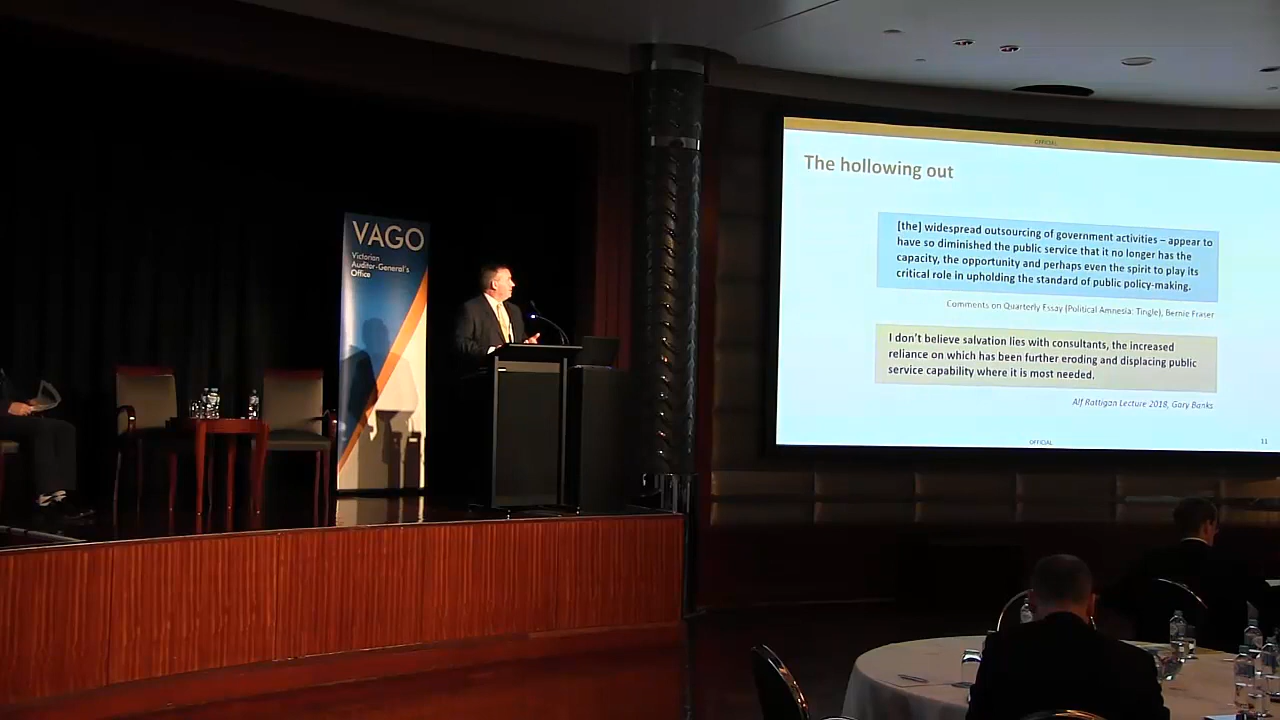 VAGO
Victorian
Auditor-General's
Office
OFFICIAL
The hollowing out
[the] widespread outsourcing of government activities – appear to
have so diminished the public service that it no longer has the
capacity, the opportunity and perhaps even the spirit to play its
critical role in upholding the standard of public policy-making.
Comments on Quarterly Essay (Political Amnesia: Tingle), Bernie Fraser
I don't believe salvation lies with consultants, the increased
reliance on which has been further eroding and displacing public
service capability where it is most needed.
Alf Rattigan Lecture 2018, Gary Banks
OFFICIAL
11